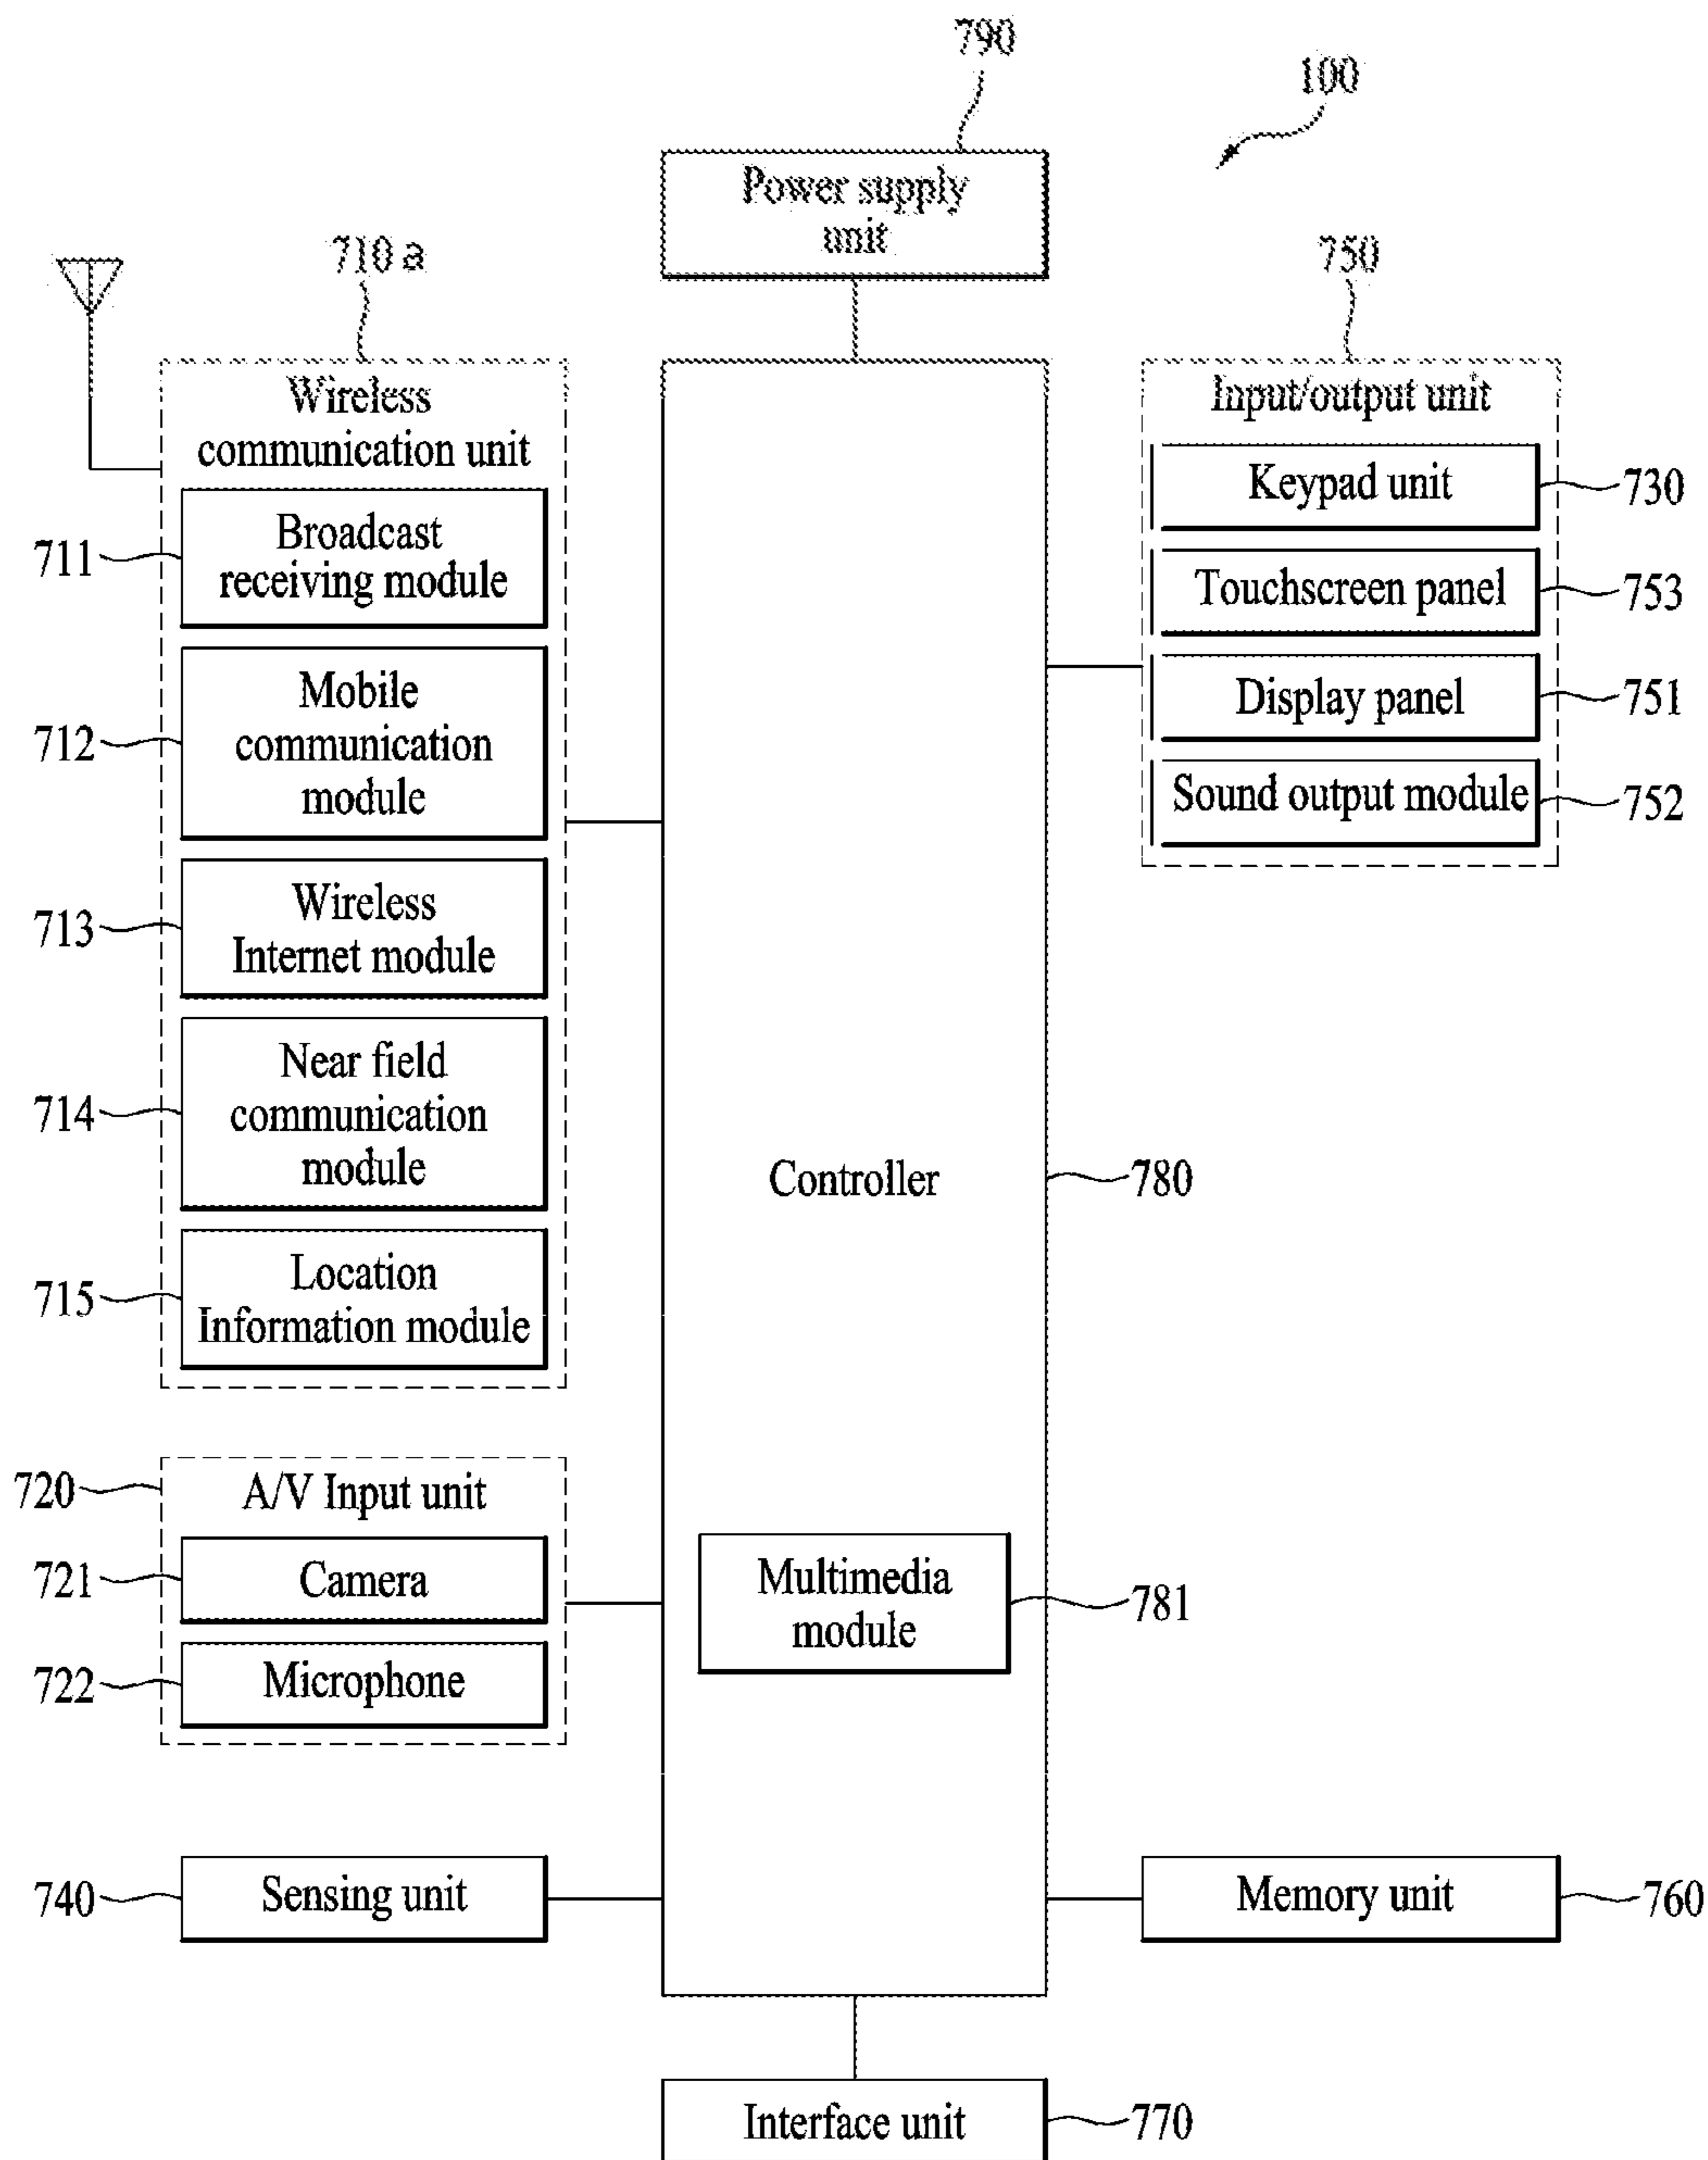 790
100
Power supply
unit
710 a
750
Wireless
communication unit
711
Broadcast
receiving module
712
Mobile
communication
module
713
Wireless
Internet module
714
Near field
communication
module
715
Location
Information module
720
A/V Input unit
721
Camera
722
Microphone
740
Sensing unit
Controller
780
Multimedia
module
781
Input/output unit
Keypad unit
730
Touchscreen panel
753
Display panel
751
Sound output module
752
Memory unit
760
Interface unit
770